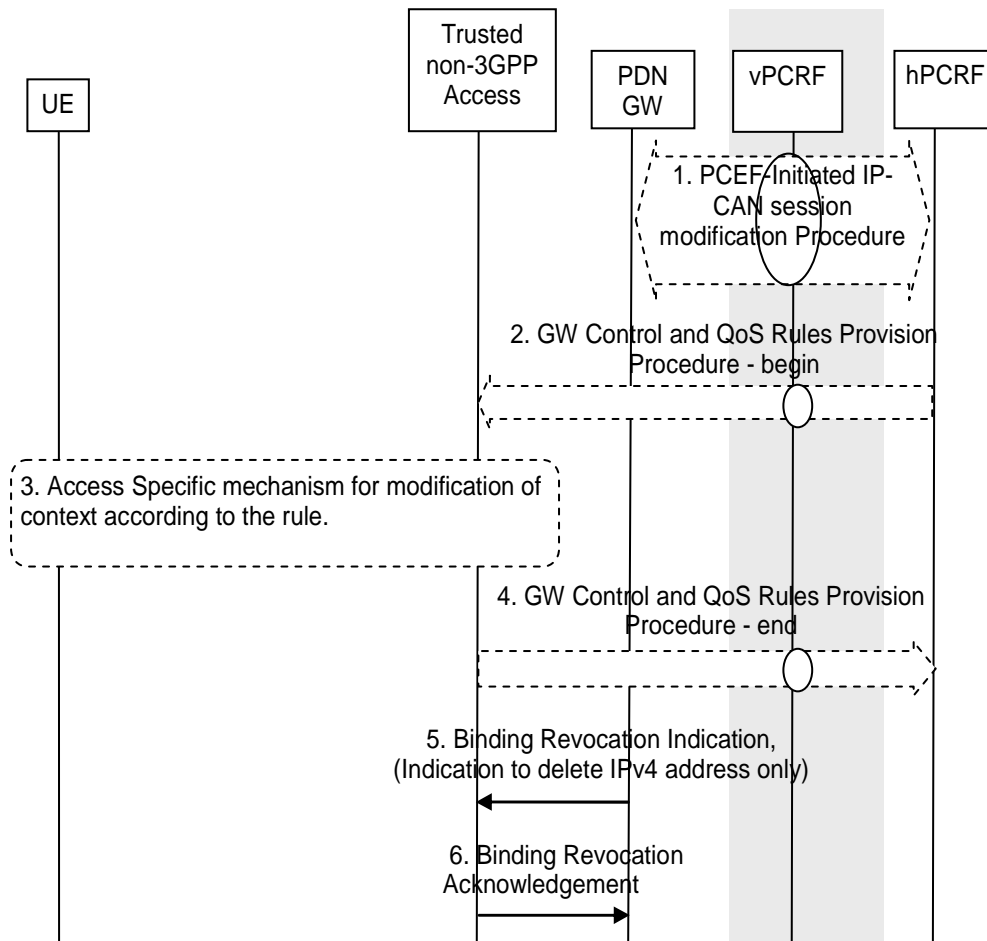 Trusted
non-3GPP
Access
UE
PDN
GW
vPCRF
hPCRF
1. PCEF-Initiated IP-
CAN session
modification Procedure
2. GW Control and QoS Rules Provision
Procedure - begin
3. Access Specific mechanism for modification of
context according to the rule.
4. GW Control and QoS Rules Provision
Procedure - end
5. Binding Revocation Indication,
(Indication to delete IPv4 address only)
6. Binding Revocation
Acknowledgement